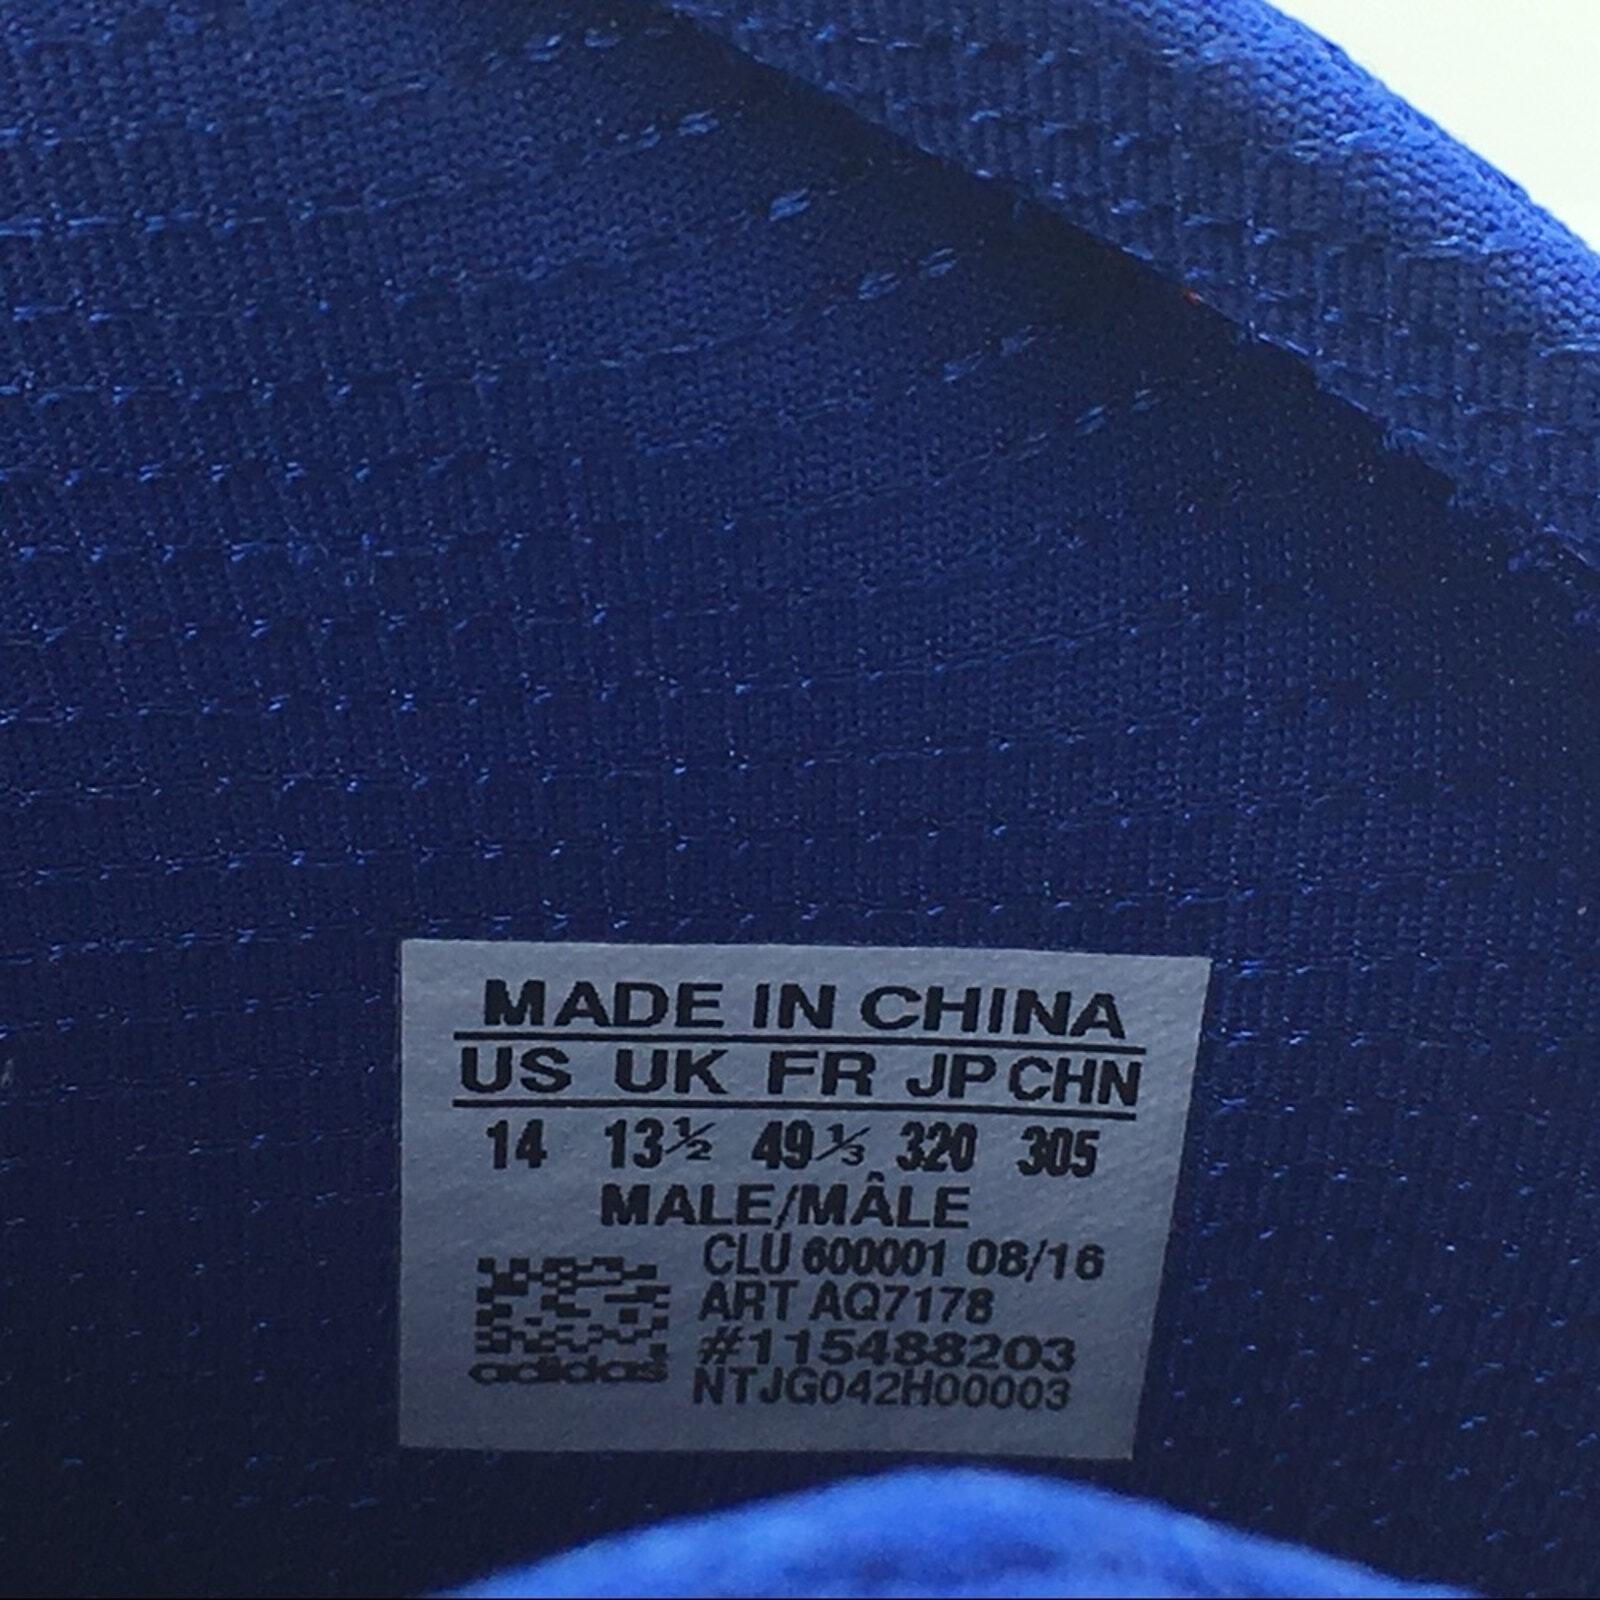 MADE IN CHINA
US UK FR JP CHN
14 13½ 49⅓ 320 305
MALE/MÂLE
CLU 600001 08/16
ART AQ7178
#115488203
adidas NTJG042H00003